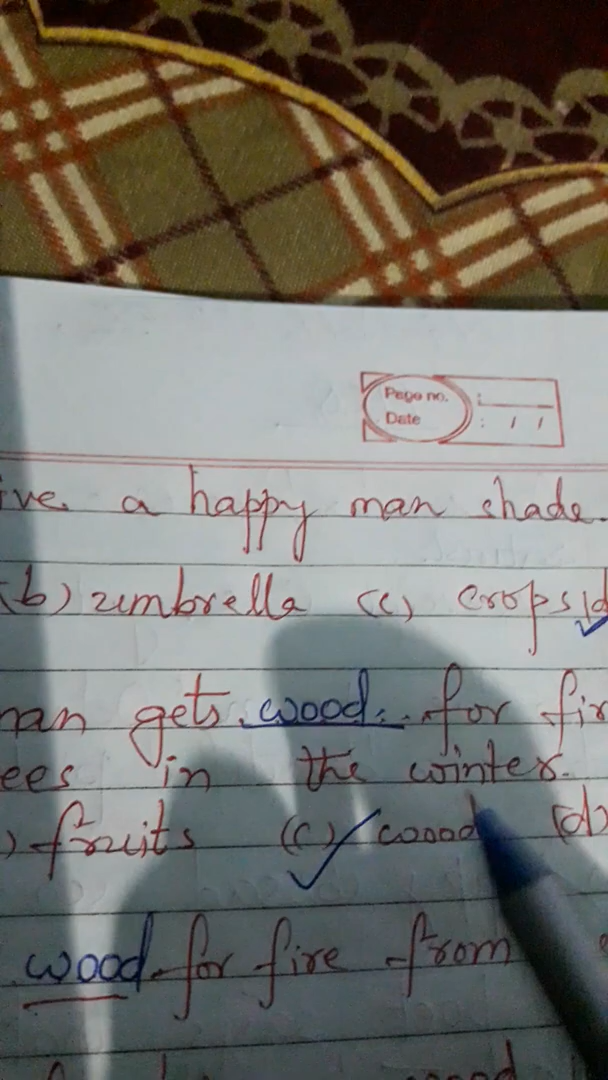 Page no. :
Date : / /
ive a happy man shade.
(b) umbrella (c) crops (d
man gets wood for fir
ees in the winter.
) fruits (c) wood (d)
wood for fire from